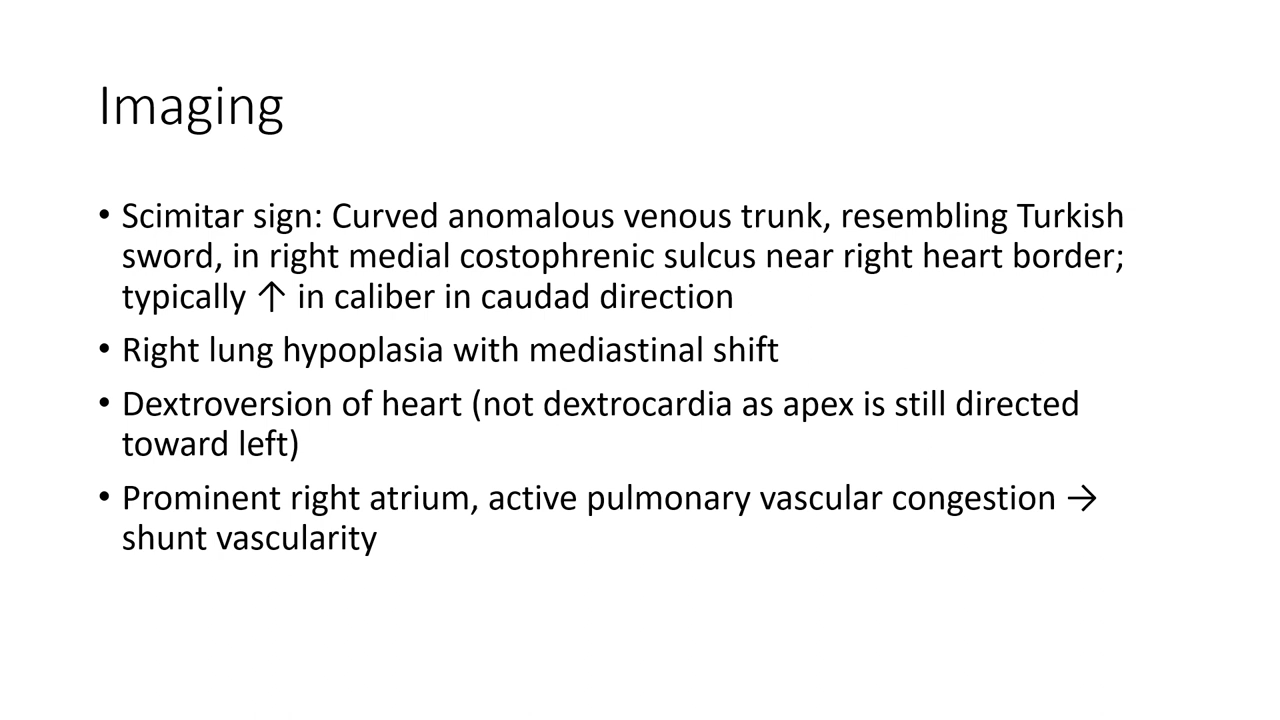 Imaging
• Scimitar sign: Curved anomalous venous trunk, resembling Turkish
sword, in right medial costophrenic sulcus near right heart border;
typically ↑ in caliber in caudad direction
• Right lung hypoplasia with mediastinal shift
• Dextroversion of heart (not dextrocardia as apex is still directed
toward left)
• Prominent right atrium, active pulmonary vascular congestion →
shunt vascularity